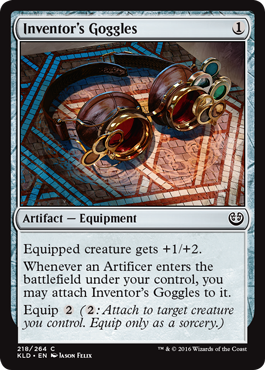 Inventor's Goggles 1
Artifact — Equipment
Equipped creature gets +1/+2.
Whenever an Artificer enters the
battlefield under your control, you
may attach Inventor's Goggles to it.
Equip 2 (2: Attach to target creature
you control. Equip only as a sorcery.)
218/264 C
KLD • EN Jason Felix
™ & © 2016 Wizards of the Coast